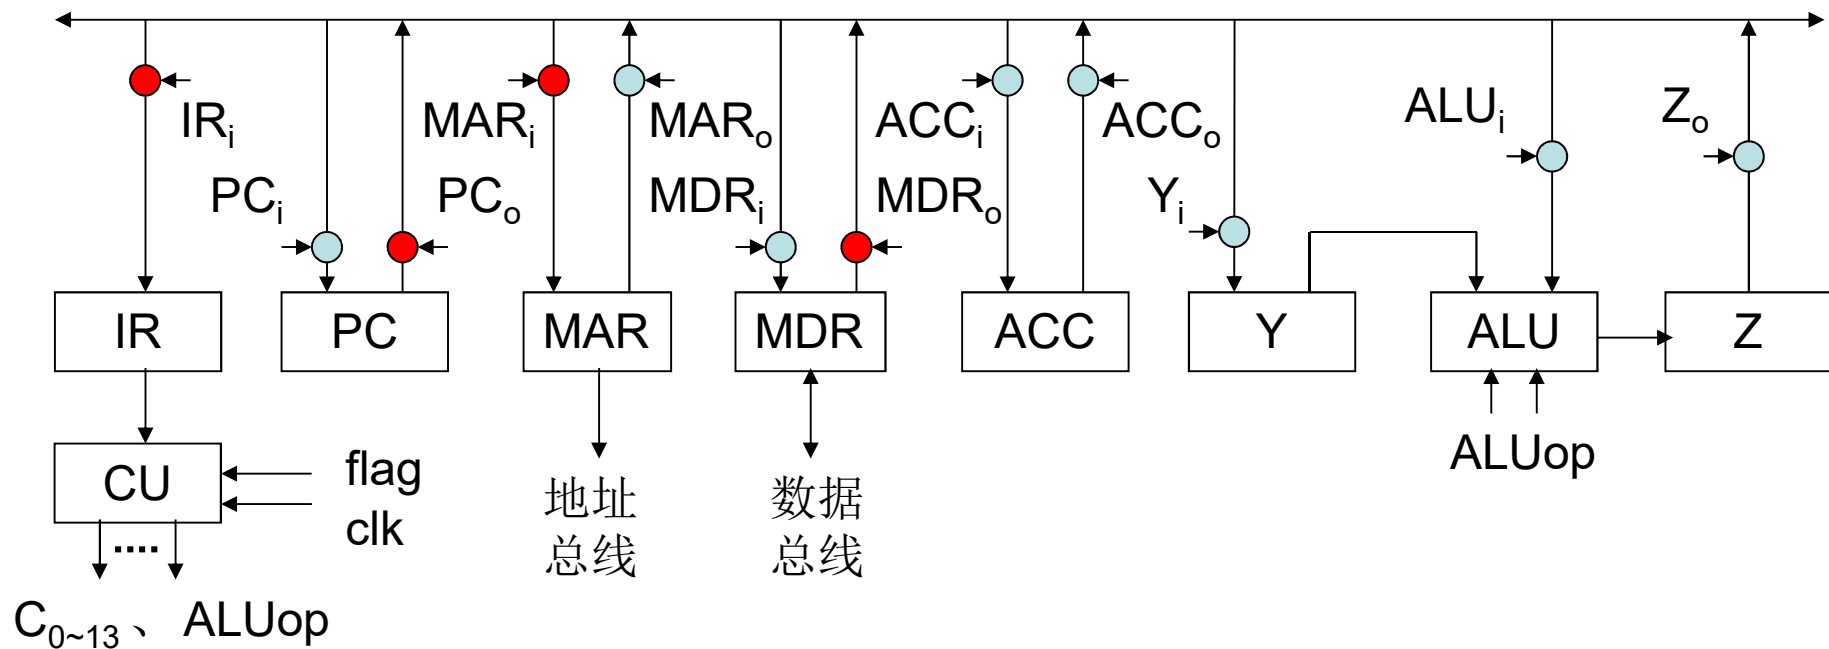 IRᵢ MARᵢ MARₒ ACCᵢ ACCₒ ALUᵢ Zₒ
PCᵢ PCₒ MDRᵢ MDRₒ Yᵢ
IR PC MAR MDR ACC Y ALU Z
ALUop
CU flag
clk
地址
总线
数据
总线
....
C₀~₁₃、 ALUop